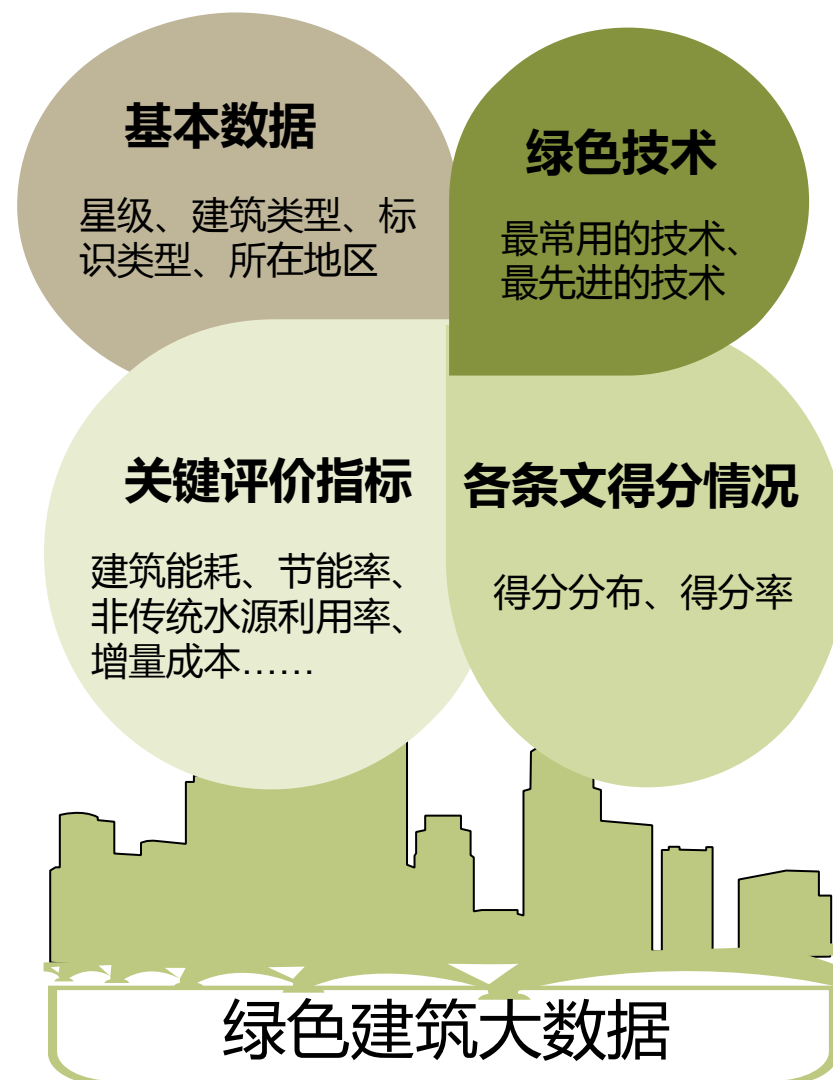 基本数据
星级、建筑类型、标
识类型、所在地区
绿色技术
最常用的技术、
最先进的技术
关键评价指标
建筑能耗、节能率、
非传统水源利用率、
增量成本……
各条文得分情况
得分分布、得分率
绿色建筑大数据